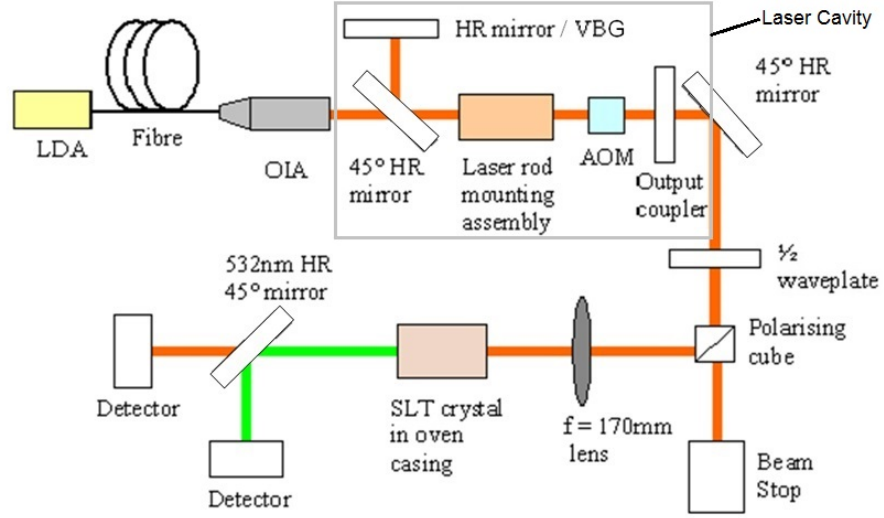 HR mirror / VBG
Laser Cavity
45° HR
mirror
LDA
Fibre
OIA
45° HR
mirror
Laser rod
mounting
assembly
AOM
Output
coupler
½
waveplate
532nm HR
45° mirror
Polarising
cube
Detector
SLT crystal
in oven
casing
f = 170mm
lens
Detector
Beam
Stop